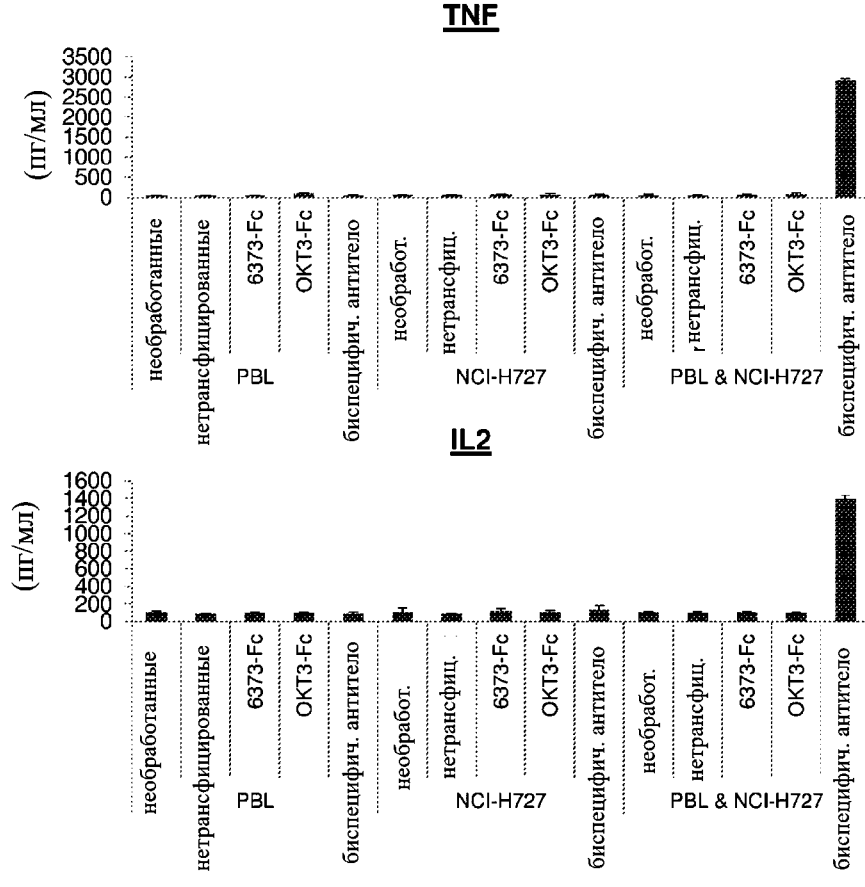 TNF
(пг/мл)
3500
3000
2500
2000
1500
1000
500
0
необработанные
нетрансфицированные
6373-Fc
OKT3-Fc
биспецифич. антитело
необработ.
нетрансфиц.
6373-Fc
OKT3-Fc
биспецифич. антитело
необработ.
нетрансфиц.
6373-Fc
OKT3-Fc
биспецифич. антитело
PBL
NCI-H727
PBL & NCI-H727
IL2
(пг/мл)
1600
1400
1200
1000
800
600
400
200
0
необработанные
нетрансфицированные
6373-Fc
OKT3-Fc
биспецифич. антитело
необработ.
нетрансфиц.
6373-Fc
OKT3-Fc
биспецифич. антитело
необработ.
нетрансфиц.
6373-Fc
OKT3-Fc
биспецифич. антитело
PBL
NCI-H727
PBL & NCI-H727